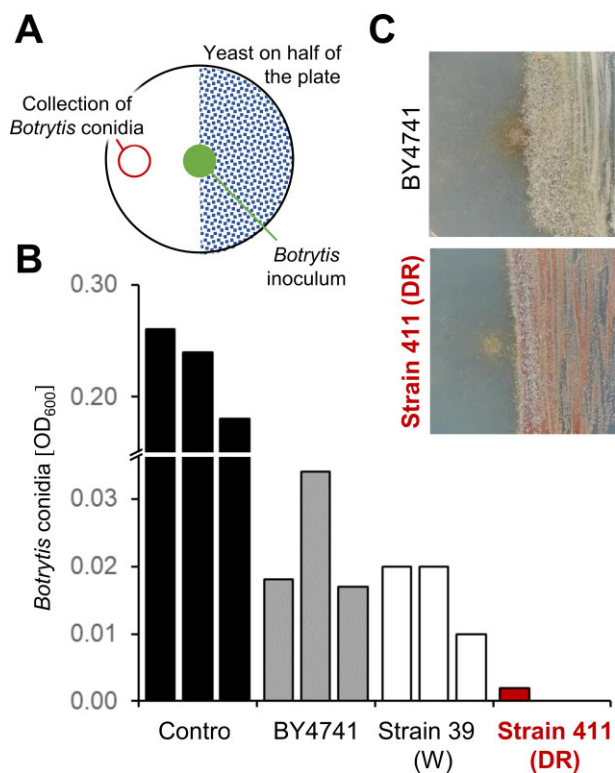 A
Yeast on half of
the plate
Collection of
Botrytis conidia
Botrytis
inoculum
C
BY4741
Strain 411 (DR)
B
0.30
0.20
0.03
0.02
0.01
0.00
Botrytis conidia [OD600]
Contro
BY4741
Strain 39
(W)
Strain 411
(DR)